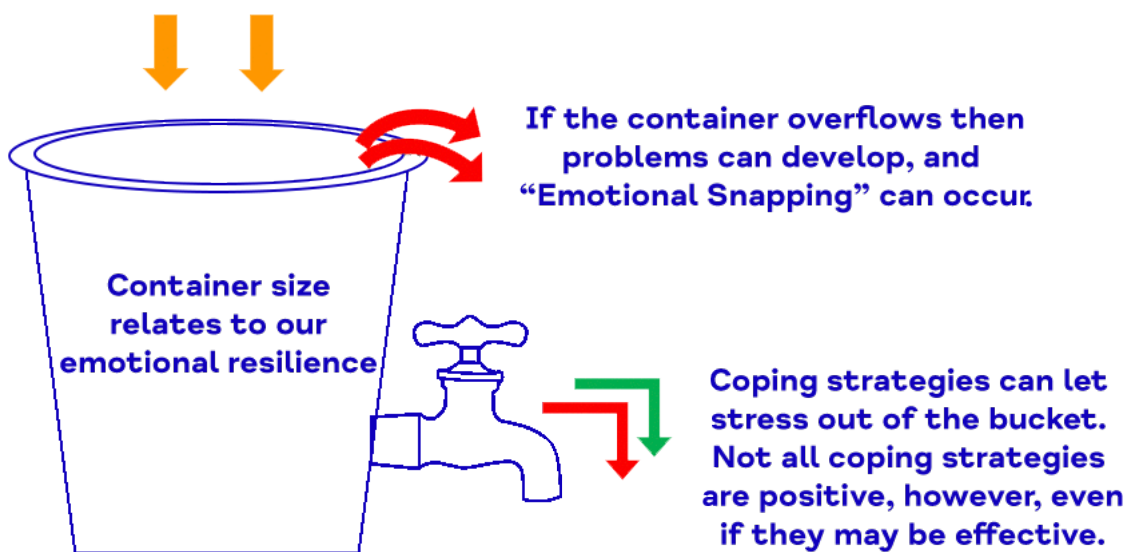 If the container overflows then
problems can develop, and
“Emotional Snapping” can occur.
Container size
relates to our
emotional resilience
Coping strategies can let
stress out of the bucket.
Not all coping strategies
are positive, however, even
if they may be effective.